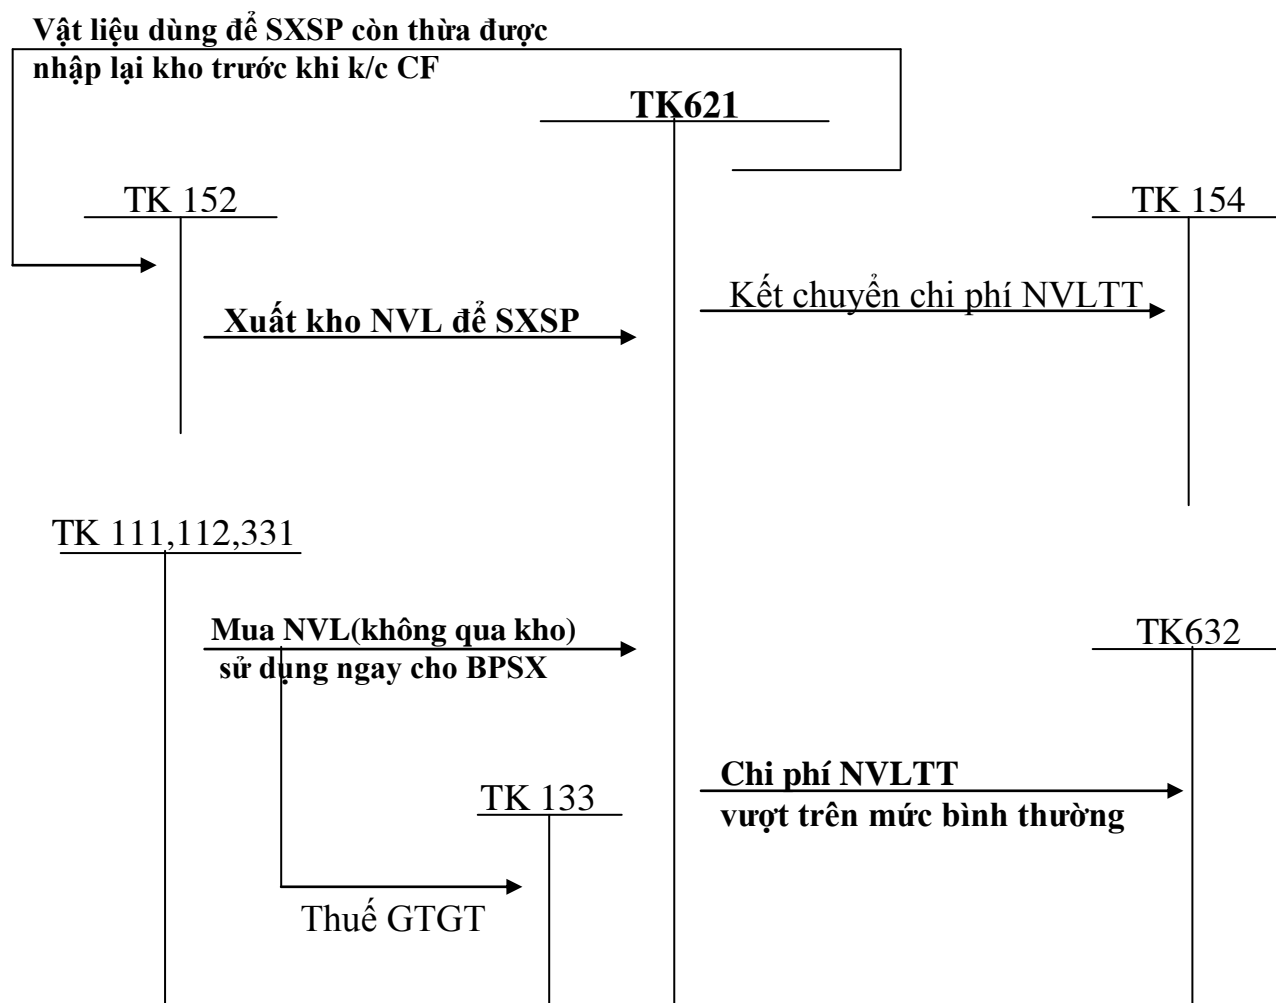 Vật liệu dùng để SXSP còn thừa được
nhập lại kho trước khi k/c CF
TK621
TK 152
TK 154
Kết chuyển chi phí NVLTT
Xuất kho NVL để SXSP
TK 111,112,331
Mua NVL(không qua kho)
sử dụng ngay cho BPSX
TK632
Chi phí NVLTT
vượt trên mức bình thường
TK 133
Thuế GTGT